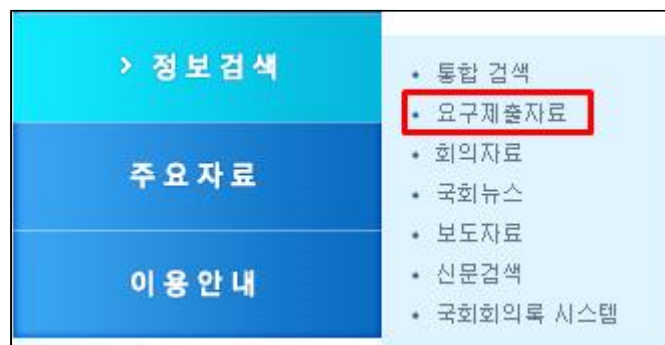 > 정보검색
주요자료
이용안내
• 통합 검색
• 요구제출자료
• 회의자료
• 국회뉴스
• 보도자료
• 신문검색
• 국회회의록 시스템